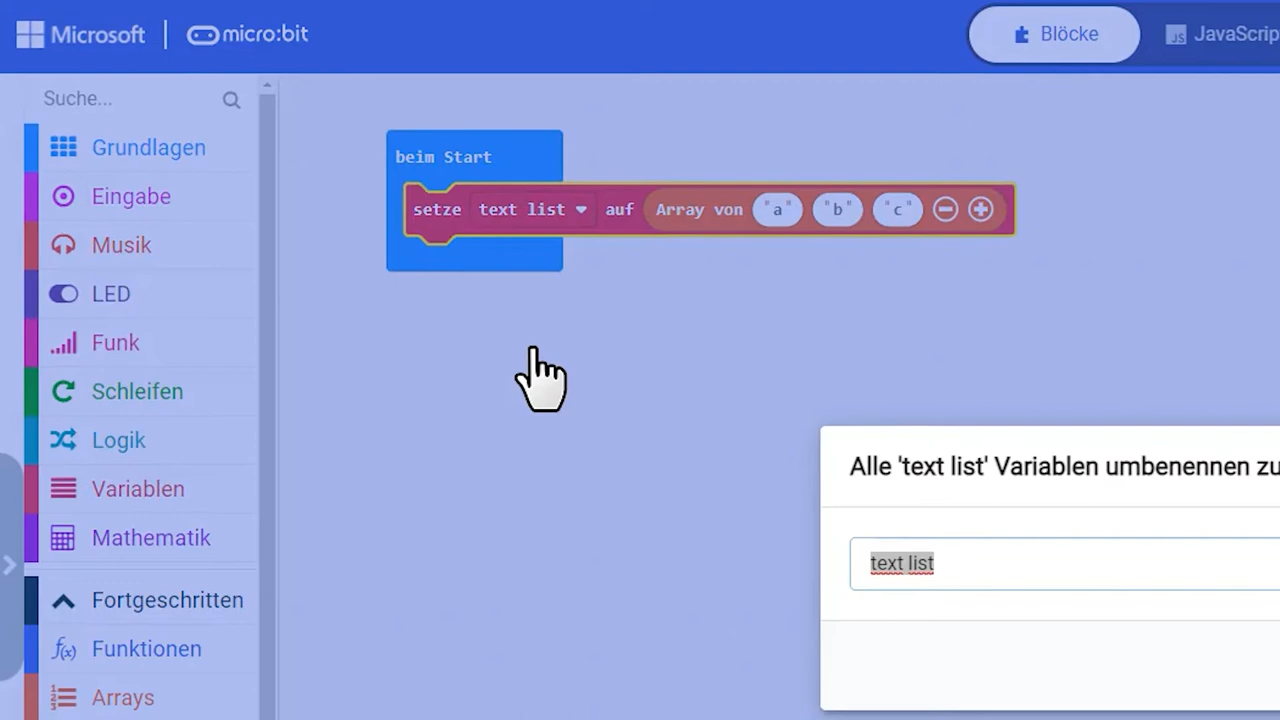 Microsoft | micro:bit
Blöcke
JavaScrip
Suche...
Grundlagen
Eingabe
Musik
LED
Funk
Schleifen
Logik
Variablen
Mathematik
Fortgeschritten
f(x) Funktionen
Arrays
beim Start
setze text list auf Array von "a" "b" "c"
Alle 'text list' Variablen umbenennen zu
text list